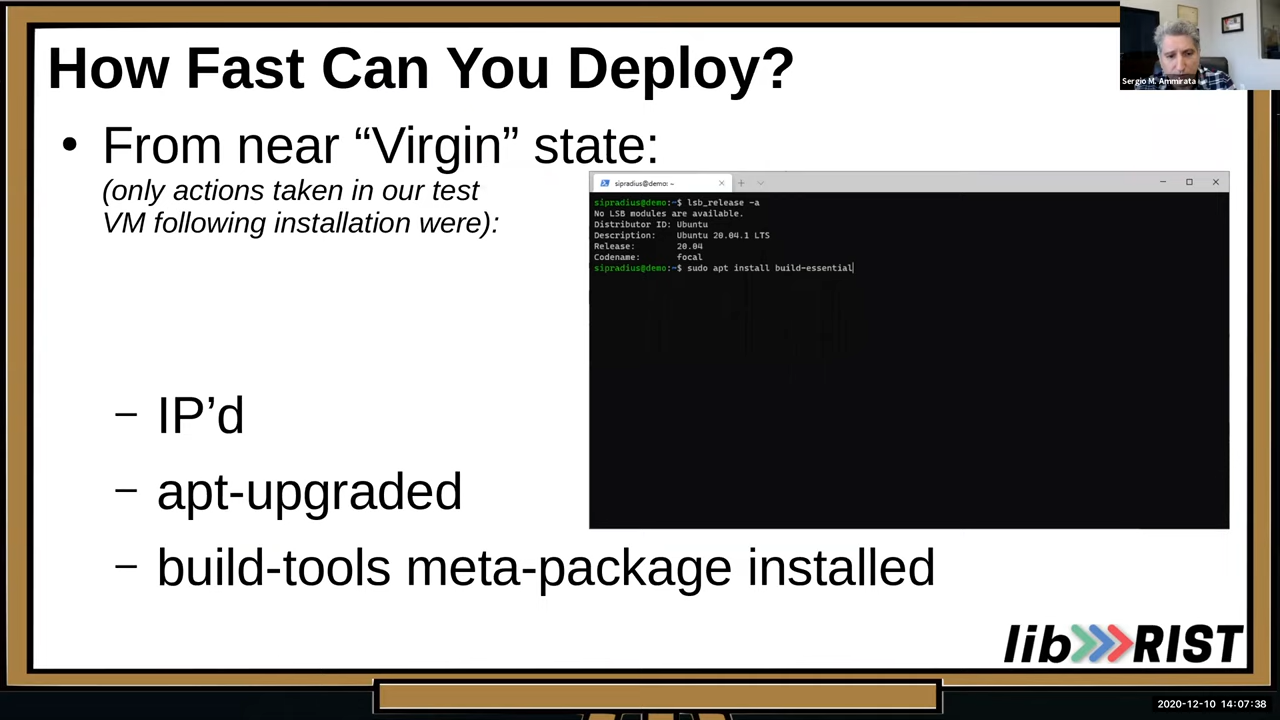 How Fast Can You Deploy?
Sergio M. Ammirata
• From near “Virgin” state:
(only actions taken in our test
VM following installation were):
sipradius@demo: ~
sipradius@demo:~$ lsb_release -a
No LSB modules are available.
Distributor ID: Ubuntu
Description: Ubuntu 20.04.1 LTS
Release: 20.04
Codename: focal
sipradius@demo:~$ sudo apt install build-essential
– IP’d
– apt-upgraded
– build-tools meta-package installed
lib RIST
2020-12-10 14:07:38